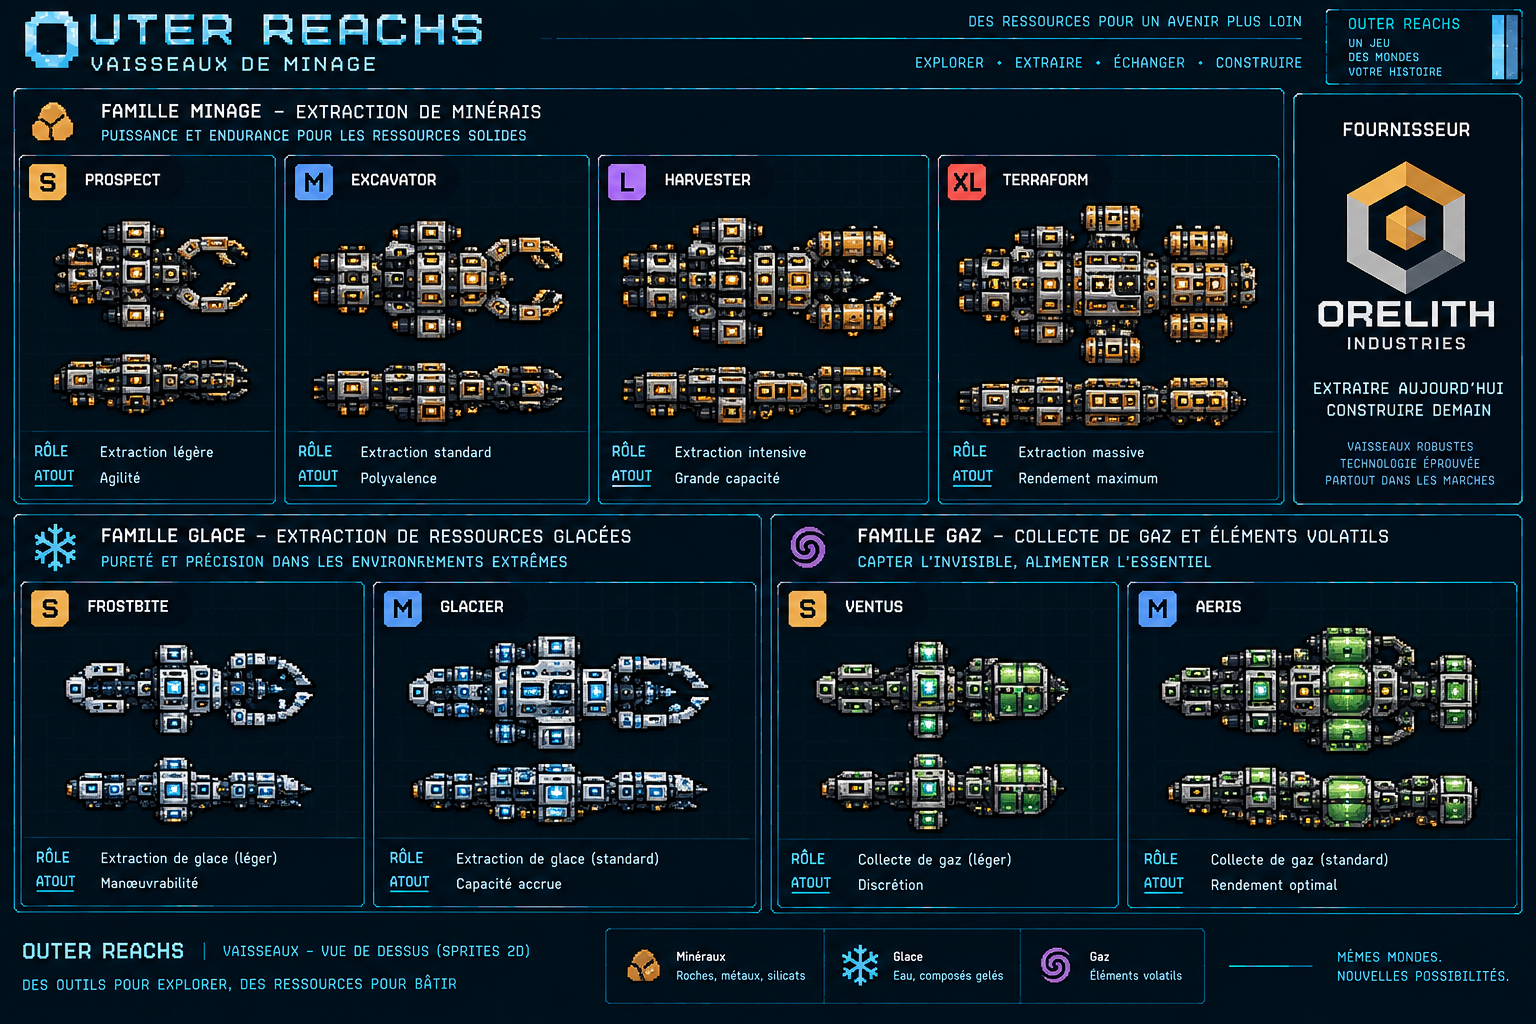 OUTER REACHS
VAISSEAUX DE MINAGE
DES RESSOURCES POUR UN AVENIR PLUS LOIN
EXPLORER • EXTRAIRE • ÉCHANGER • CONSTRUIRE
OUTER REACHS
UN JEU
DES MONDES
VOTRE HISTOIRE
FAMILLE MINAGE – EXTRACTION DE MINÉRAIS
PUISSANCE ET ENDURANCE POUR LES RESSOURCES SOLIDES
S PROSPECT
RÔLE Extraction légère
ATOUT Agilité
M EXCAVATOR
RÔLE Extraction standard
ATOUT Polyvalence
L HARVESTER
RÔLE Extraction intensive
ATOUT Grande capacité
XL TERRAFORM
RÔLE Extraction massive
ATOUT Rendement maximum
FOURNISSEUR
ORELITH
INDUSTRIES
EXTRAIRE AUJOURD'HUI
CONSTRUIRE DEMAIN
VAISSEAUX ROBUSTES
TECHNOLOGIE ÉPROUVÉE
PARTOUT DANS LES MARCHES
FAMILLE GLACE – EXTRACTION DE RESSOURCES GLACÉES
PURETÉ ET PRÉCISION DANS LES ENVIRONEMENTS EXTRÊMES
S FROSTBITE
RÔLE Extraction de glace (léger)
ATOUT Manœuvrabilité
M GLACIER
RÔLE Extraction de glace (standard)
ATOUT Capacité accrue
FAMILLE GAZ – COLLECTE DE GAZ ET ÉLÉMENTS VOLATILS
CAPTER L'INVISIBLE, ALIMENTER L'ESSENTIEL
S VENTUS
RÔLE Collecte de gaz (léger)
ATOUT Discrétion
M AERIS
RÔLE Collecte de gaz (standard)
ATOUT Rendement optimal
OUTER REACHS | VAISSEAUX – VUE DE DESSUS (SPRITES 2D)
DES OUTILS POUR EXPLORER, DES RESSOURCES POUR BÂTIR
Minéraux
Roches, métaux, silicats
Glace
Eau, composés gelés
Gaz
Éléments volatils
MÊMES MONDES.
NOUVELLES POSSIBILITÉS.